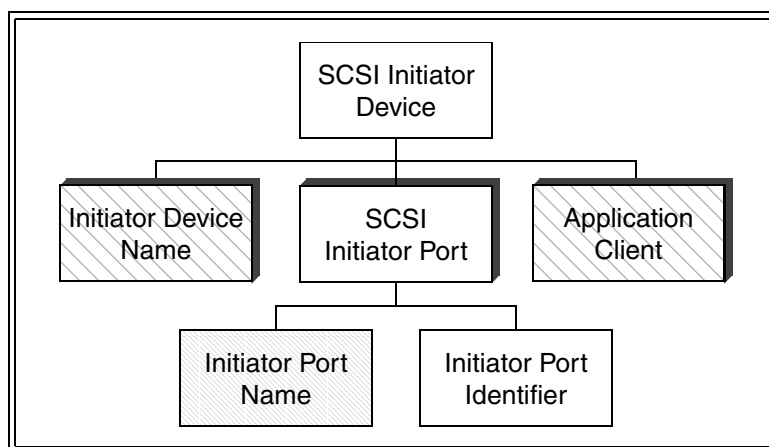 SCSI Initiator
Device
Initiator Device
Name
SCSI
Initiator Port
Application
Client
Initiator Port
Name
Initiator Port
Identifier